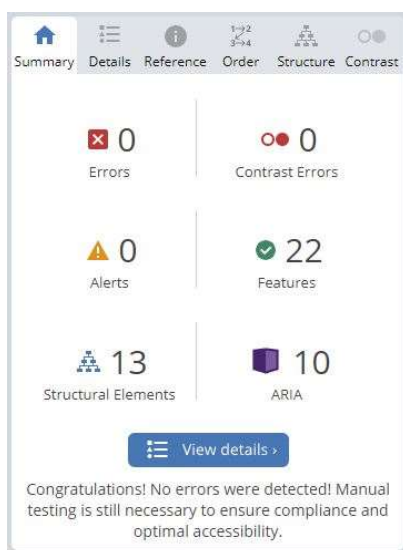 Summary Details Reference Order Structure Contrast
1→2
3→4
0
Errors
0
Contrast Errors
0
Alerts
22
Features
13
Structural Elements
10
ARIA
View details ›
Congratulations! No errors were detected! Manual
testing is still necessary to ensure compliance and
optimal accessibility.